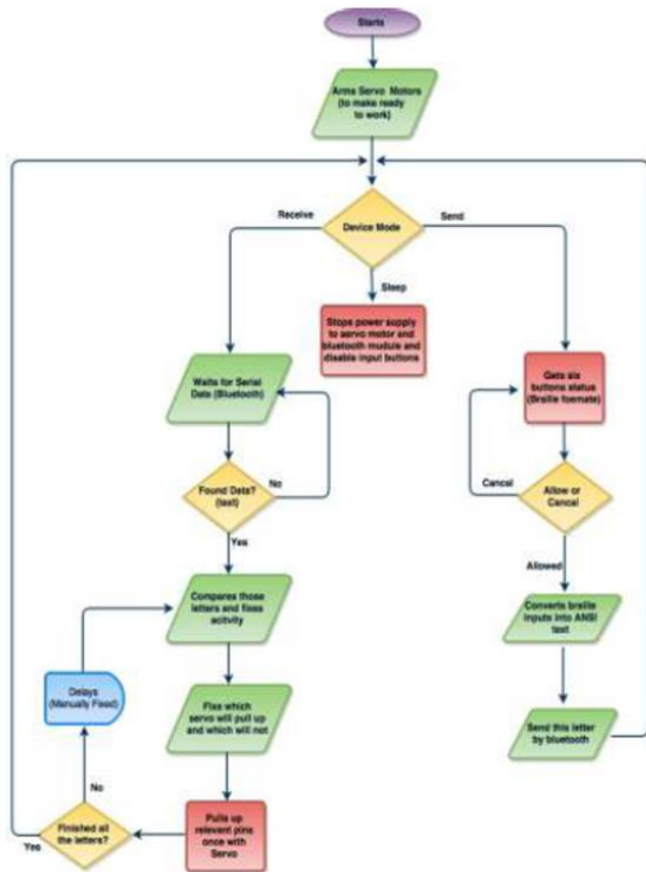 Starts
Arms Servo Motors
(to make ready
to work)
Device Mode
Receive
Send
Sleep
Stops power supply
to servo motor and
bluetooth mudule and
disable input buttons
Waits for Serial
Data (Bluetooth)
Found Data?
(text)
No
Yes
Compares those
letters and fixes
acitvity
Fixs which
servo will pull up
and which will not
Pulls up
relevant pins
once with
Servo
Finished all
the letters?
Yes
No
Delays
(Manually Fixed)
Gets six
buttons status
(Braille foemate)
Allow or
Cancel
Cancel
Allowed
Converts braille
inputs into ANSI
text
Send this letter
by bluetooth